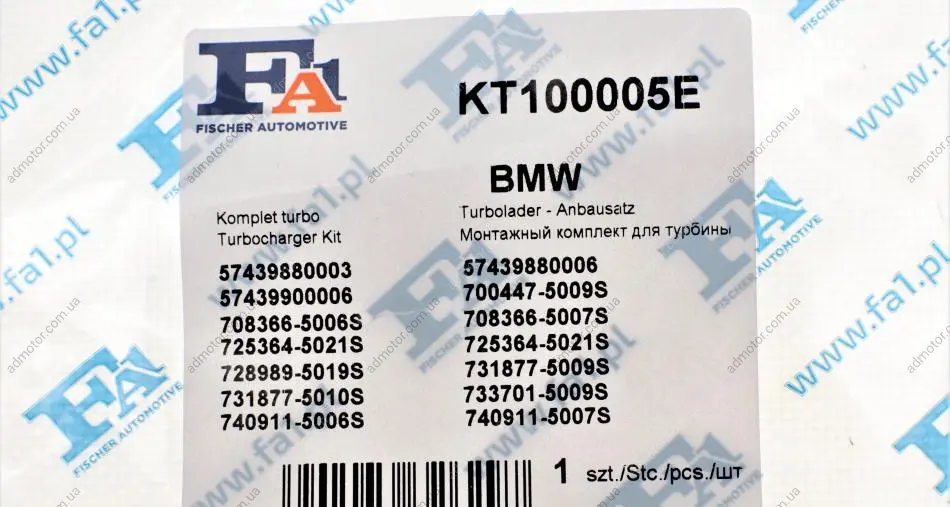 FA1
FISCHER AUTOMOTIVE
KT100005E
BMW
Komplet turbo
Turbocharger Kit
Turbolader - Anbausatz
Монтажный комплект для турбины
57439880003
57439900006
708366-5006S
725364-5021S
728989-5019S
731877-5010S
740911-5006S
57439880006
700447-5009S
708366-5007S
725364-5021S
731877-5009S
733701-5009S
740911-5007S
1 szt./Stc./pcs./шт
www.fa1.pl
admotor.com.ua